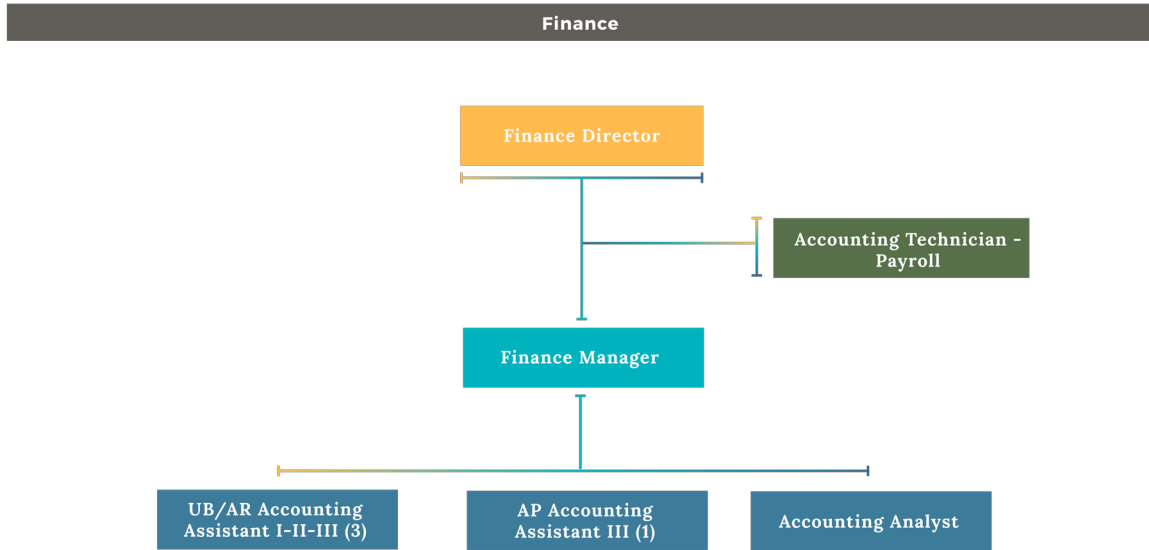 Finance
Finance Director
Accounting Technician -
Payroll
Finance Manager
UB/AR Accounting
Assistant I-II-III (3)
AP Accounting
Assistant III (1)
Accounting Analyst